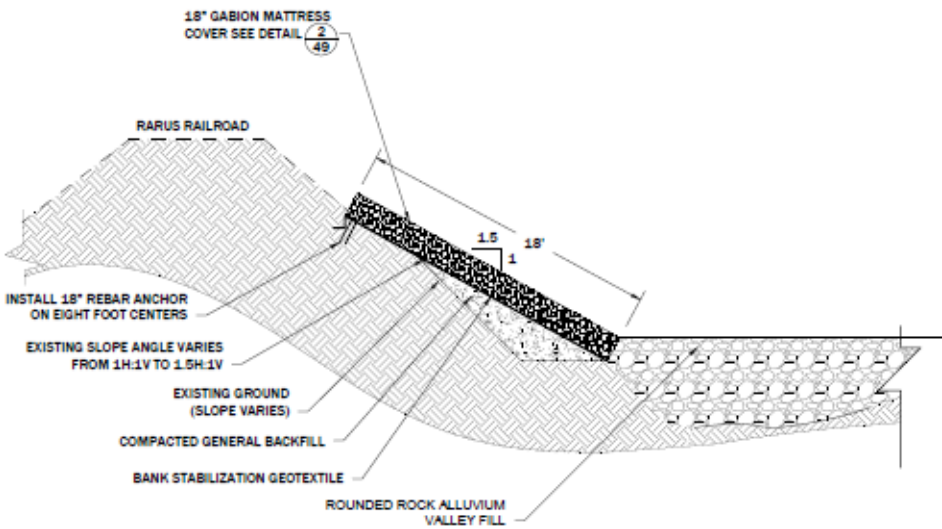 18" GABION MATTRESS
COVER SEE DETAIL 2
49
RARUS RAILROAD
1.5
1
18'
INSTALL 18" REBAR ANCHOR
ON EIGHT FOOT CENTERS
EXISTING SLOPE ANGLE VARIES
FROM 1H:1V TO 1.5H:1V
EXISTING GROUND
(SLOPE VARIES)
COMPACTED GENERAL BACKFILL
BANK STABILIZATION GEOTEXTILE
ROUNDED ROCK ALLUVIUM
VALLEY FILL